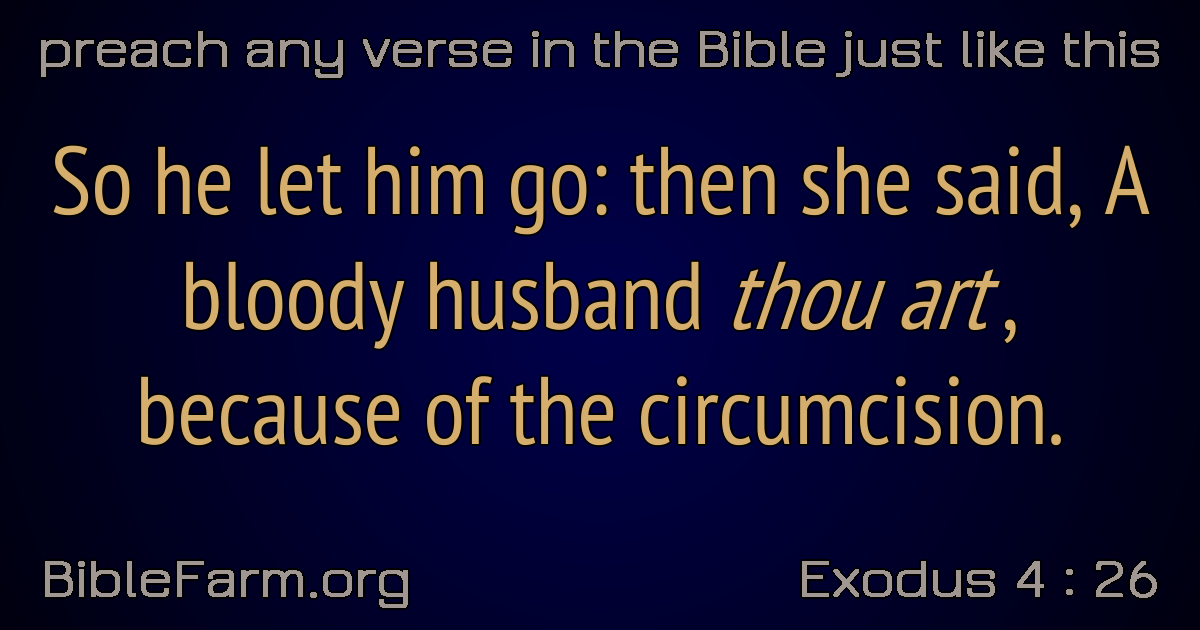 preach any verse in the Bible just like this
So he let him go: then she said, A
bloody husband thou art ,
because of the circumcision.
BibleFarm.org
Exodus 4 : 26